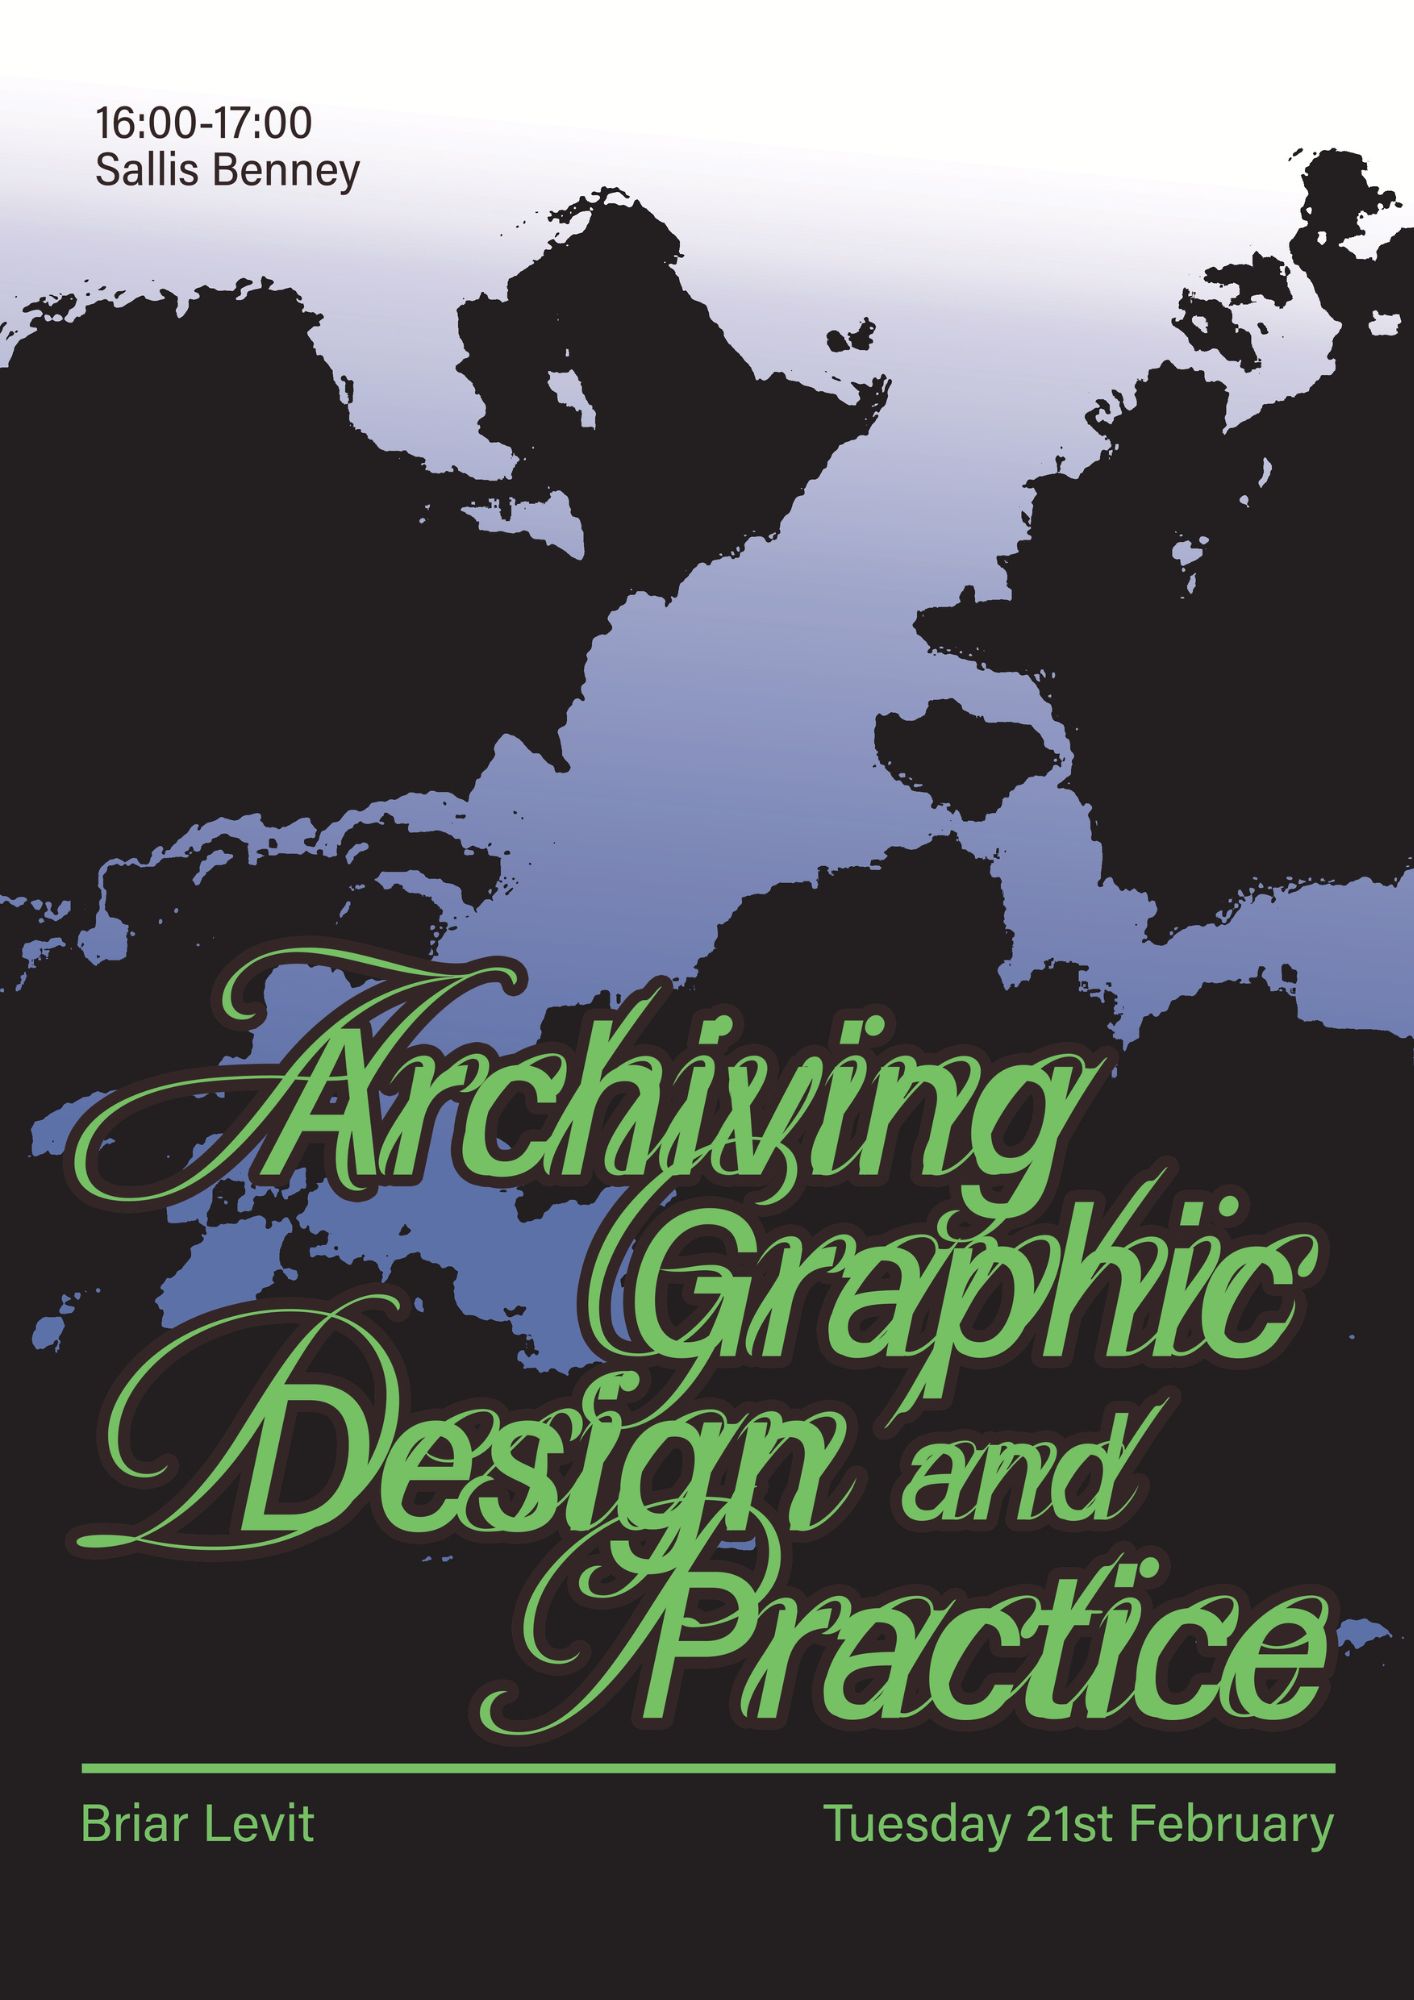 16:00-17:00
Sallis Benney
Archiving
Graphic
Design and
Practice
Briar Levit
Tuesday 21st February